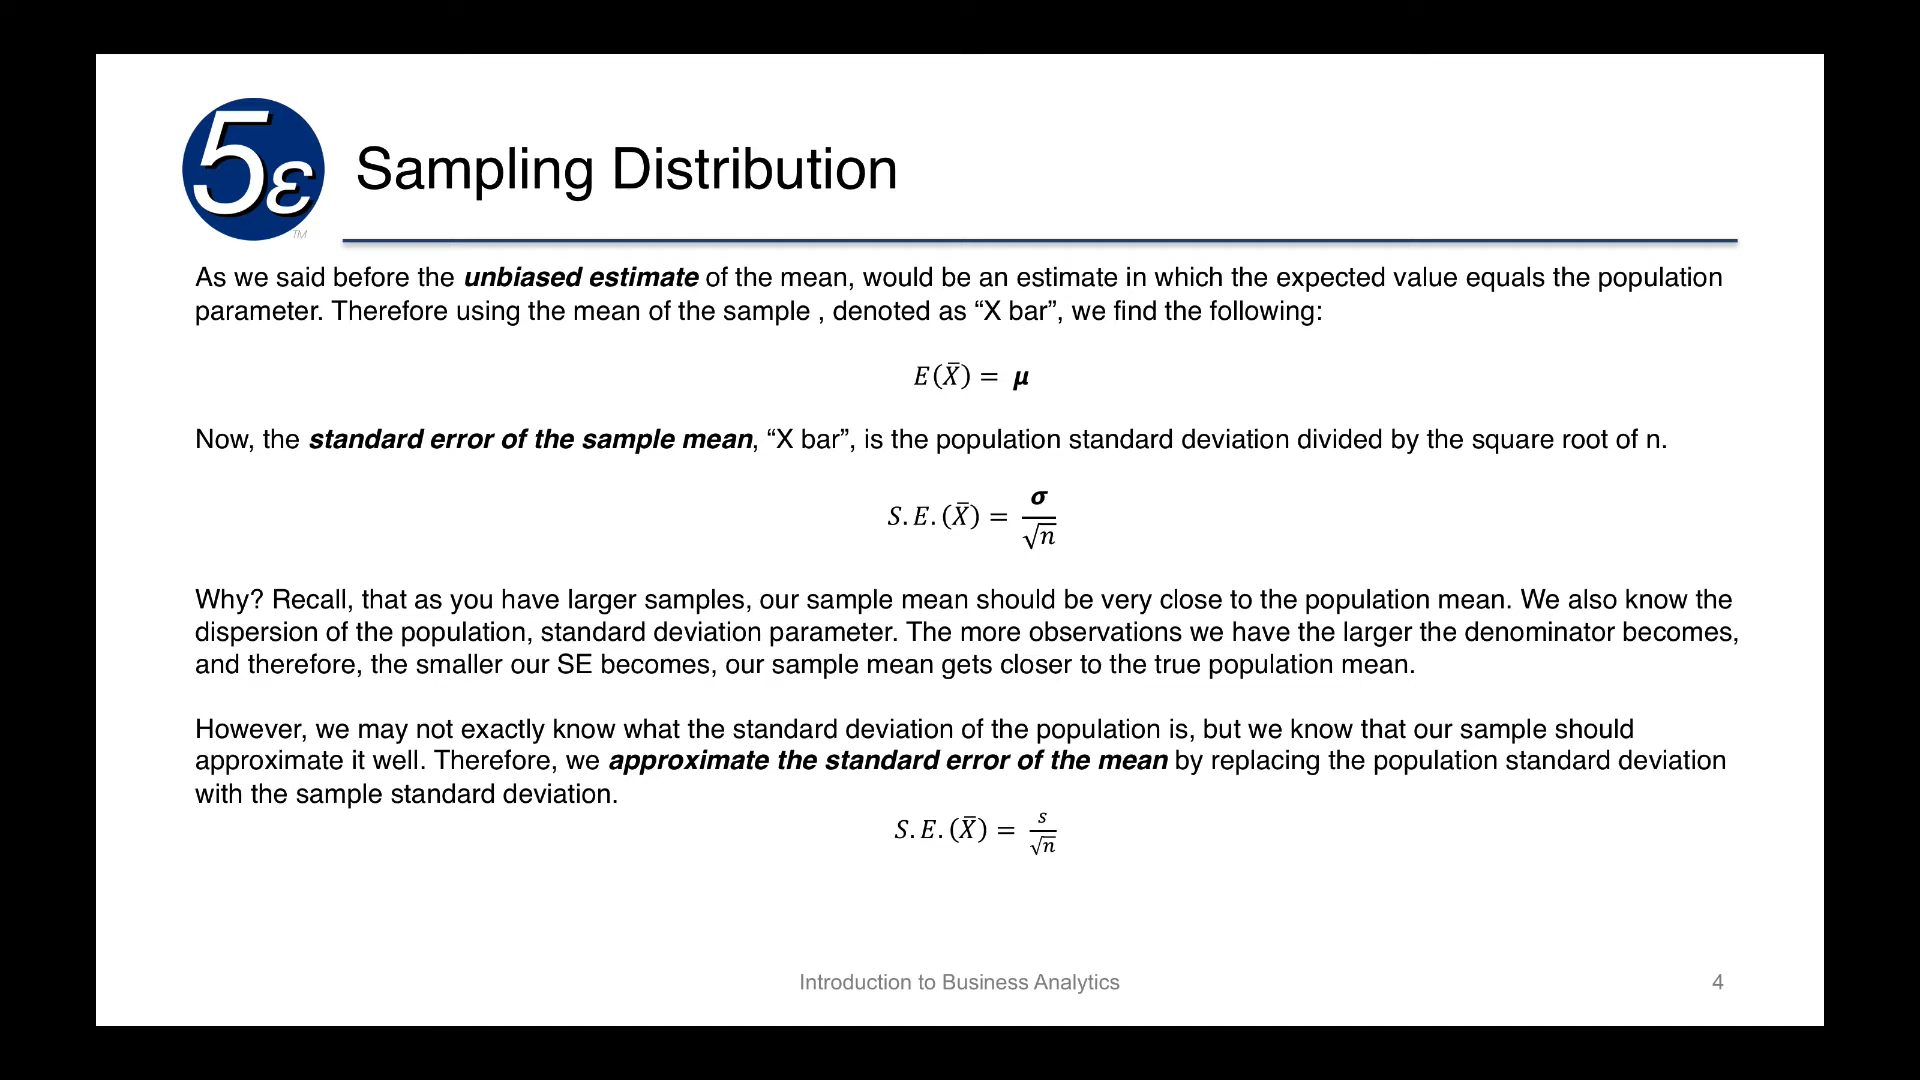 5ε
TM
Sampling Distribution
As we said before the unbiased estimate of the mean, would be an estimate in which the expected value equals the population
parameter. Therefore using the mean of the sample , denoted as “X bar”, we find the following:
E(X̄) = μ
Now, the standard error of the sample mean, “X bar”, is the population standard deviation divided by the square root of n.
S.E.(X̄) = σ/√n
Why? Recall, that as you have larger samples, our sample mean should be very close to the population mean. We also know the
dispersion of the population, standard deviation parameter. The more observations we have the larger the denominator becomes,
and therefore, the smaller our SE becomes, our sample mean gets closer to the true population mean.
However, we may not exactly know what the standard deviation of the population is, but we know that our sample should
approximate it well. Therefore, we approximate the standard error of the mean by replacing the population standard deviation
with the sample standard deviation.
S.E.(X̄) = s/√n
Introduction to Business Analytics
4